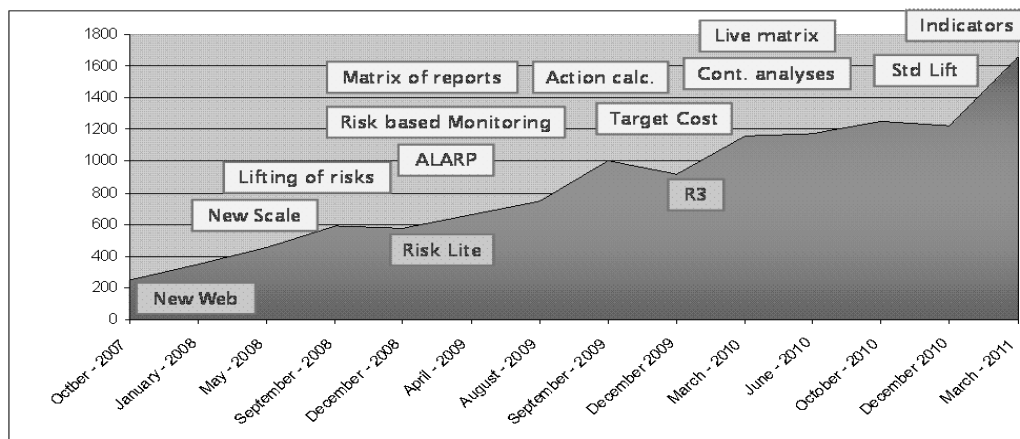 Indicators
Live matrix
Std Lift
Matrix of reports
Action calc.
Cont. analyses
Risk based Monitoring
Target Cost
ALARP
Lifting of risks
R3
New Scale
Risk Lite
New Web
1800
1600
1400
1200
1000
800
600
400
200
0
Octber - 2007
January - 2008
May - 2008
September - 2008
December - 2008
April - 2009
August - 2009
September - 2009
December 2009
March - 2010
June - 2010
October - 2010
December 2010
March - 2011